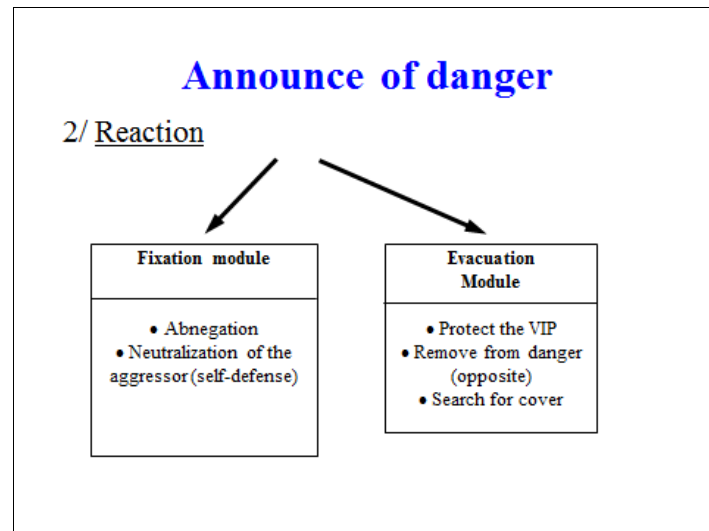 Announce of danger
2/ Reaction
Fixation module
• Abnegation
• Neutralization of the
aggressor (self-defense)
Evacuation
Module
• Protect the VIP
• Remove from danger
(opposite)
• Search for cover